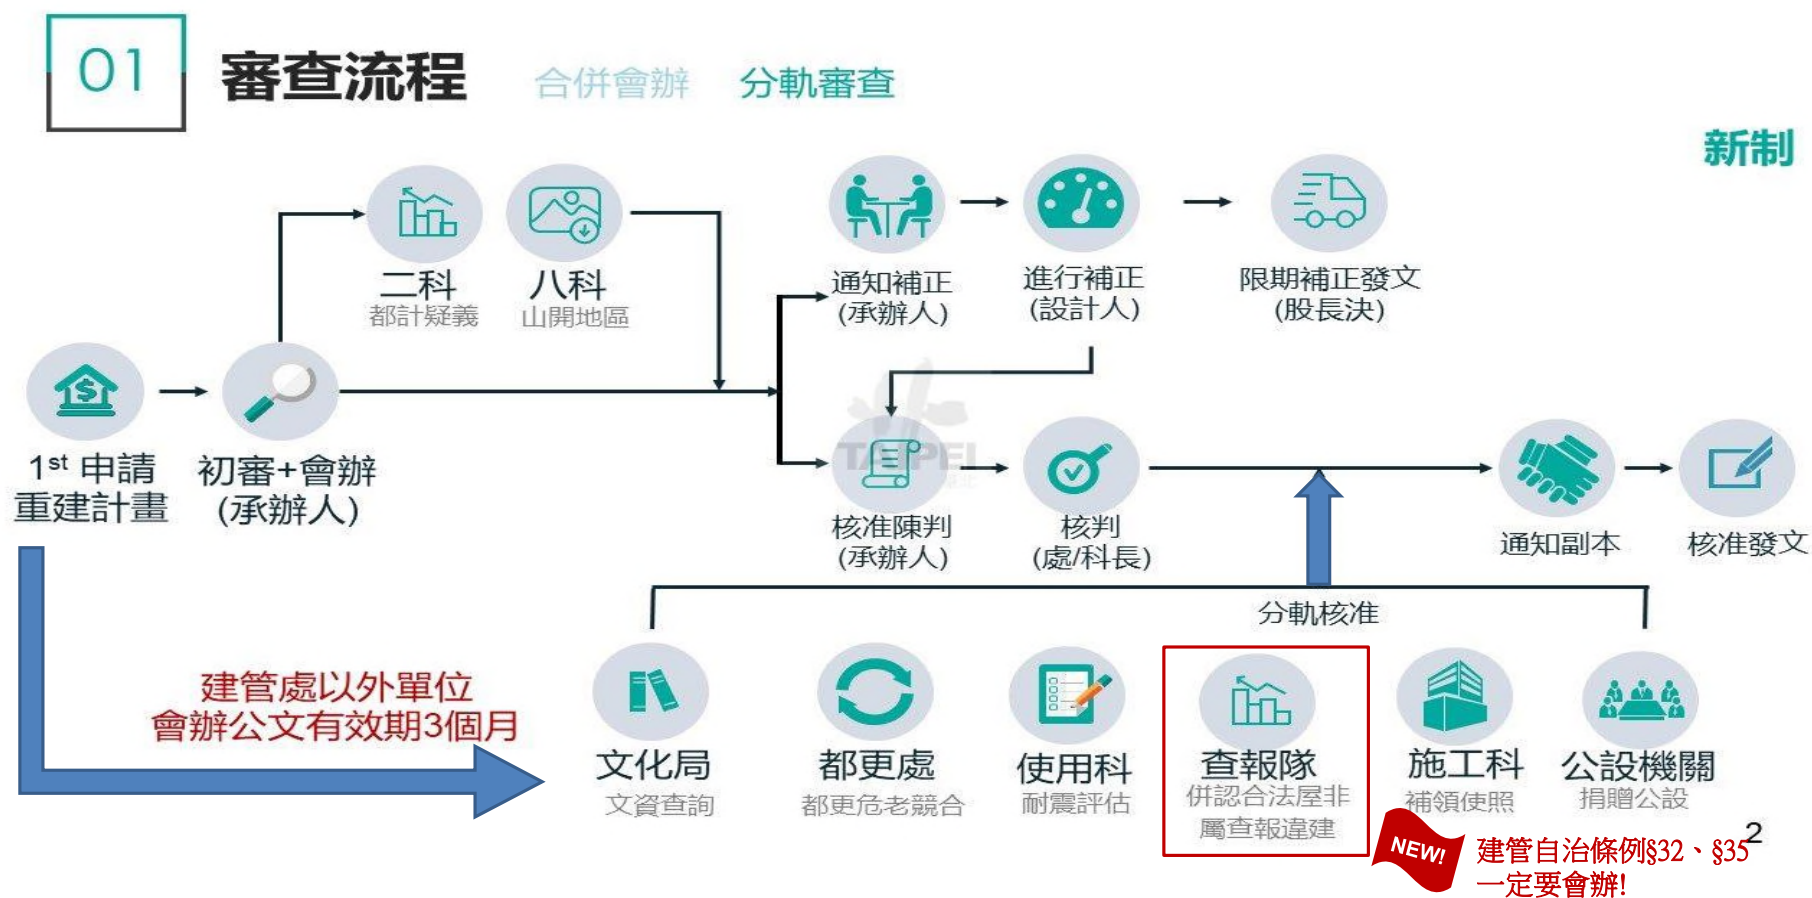 01
審查流程
合併會辦
分軌審查
新制
二科
都計疑義
八科
山開地區
通知補正
(承辦人)
進行補正
(設計人)
限期補正發文
(股長決)
1st 申請
重建計畫
初審+會辦
(承辦人)
TAIPEI
核准陳判
(承辦人)
核判
(處/科長)
通知副本
核准發文
分軌核准
建管處以外單位
會辦公文有效期3個月
文化局
文資查詢
都更處
都更危老競合
使用科
耐震評估
查報隊
併認合法屋非
屬查報違建
施工科
補領使照
公設機關
捐贈公設
NEW!
建管自治條例§32、§35
一定要會辦!
2